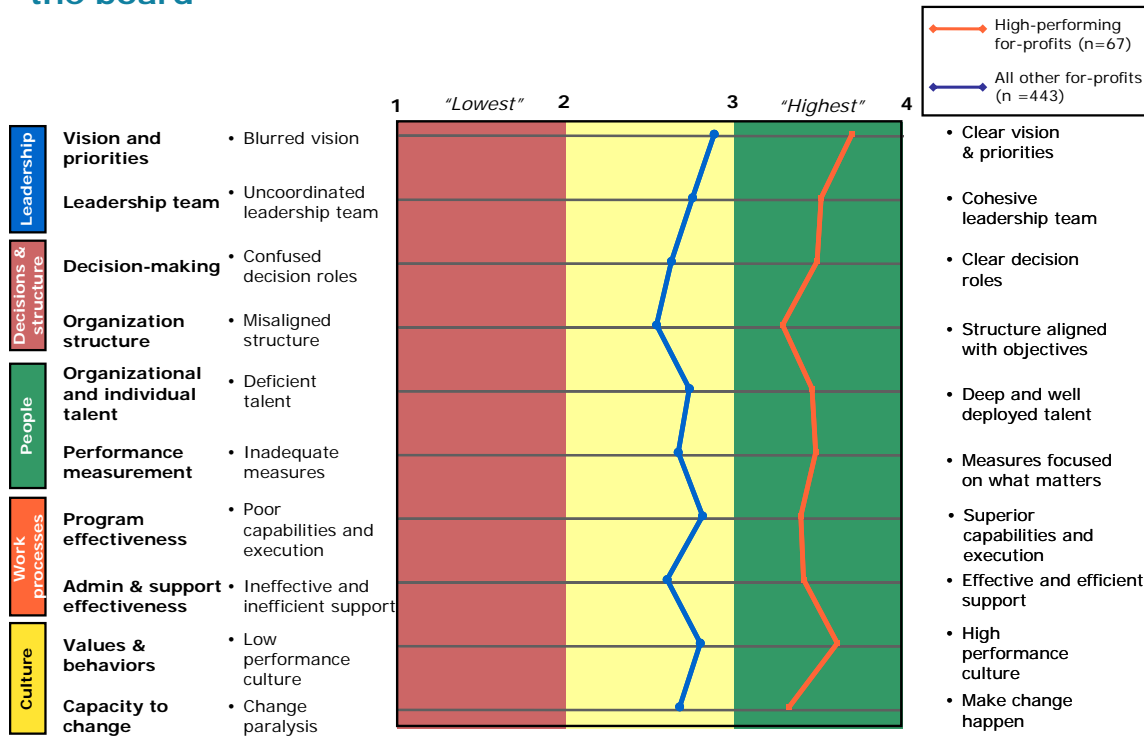 the board
High-performing
for-profits (n=67)
All other for-profits
(n =443)
1 "Lowest" 2 3 "Highest" 4
Leadership
Vision and
priorities
• Blurred vision
• Clear vision
& priorities
Leadership team
• Uncoordinated
leadership team
• Cohesive
leadership team
Decisions &
structure
Decision-making
• Confused
decision roles
• Clear decision
roles
Organization
structure
• Misaligned
structure
• Structure aligned
with objectives
People
Organizational
and individual
talent
• Deficient
talent
• Deep and well
deployed talent
Performance
measurement
• Inadequate
measures
• Measures focused
on what matters
Work
processes
Program
effectiveness
• Poor
capabilities and
execution
• Superior
capabilities and
execution
Admin & support
effectiveness
• Ineffective and
inefficient support
• Effective and efficient
support
Culture
Values &
behaviors
• Low
performance
culture
• High
performance
culture
Capacity to
change
• Change
paralysis
• Make change
happen